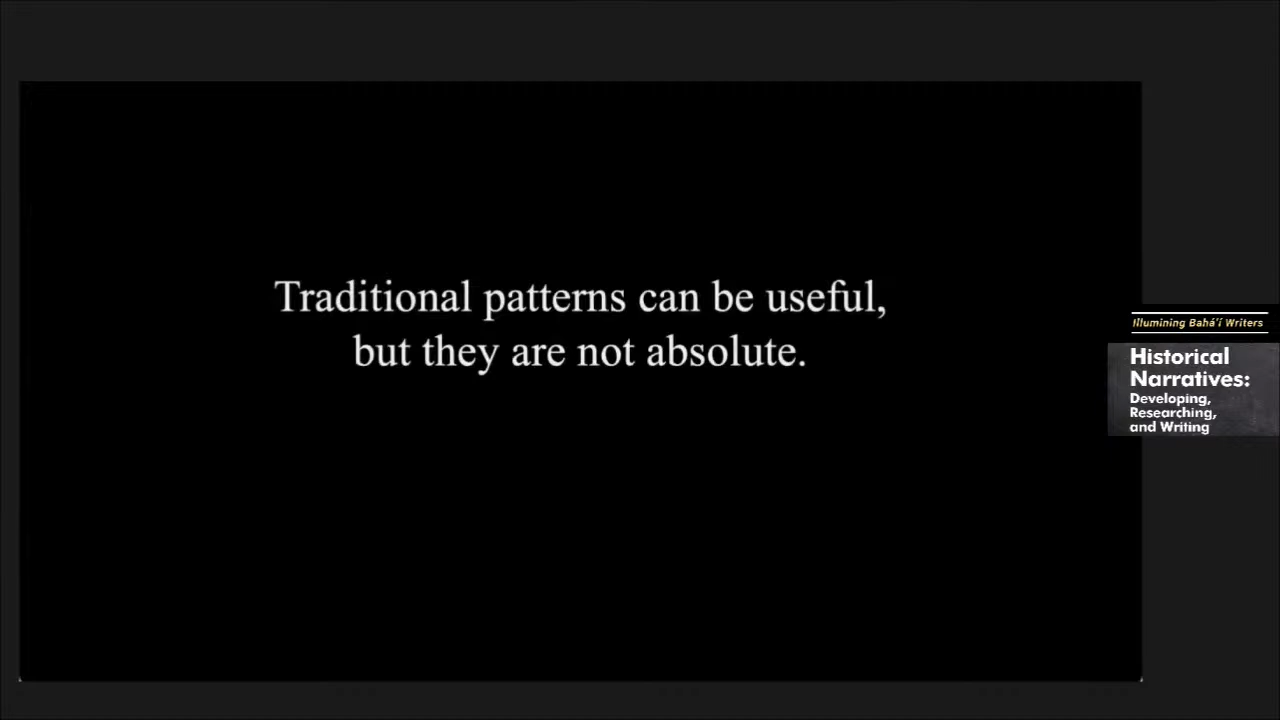 Traditional patterns can be useful,
but they are not absolute.
Illumining Bahá'í Writers
Historical
Narratives:
Developing,
Researching,
and Writing